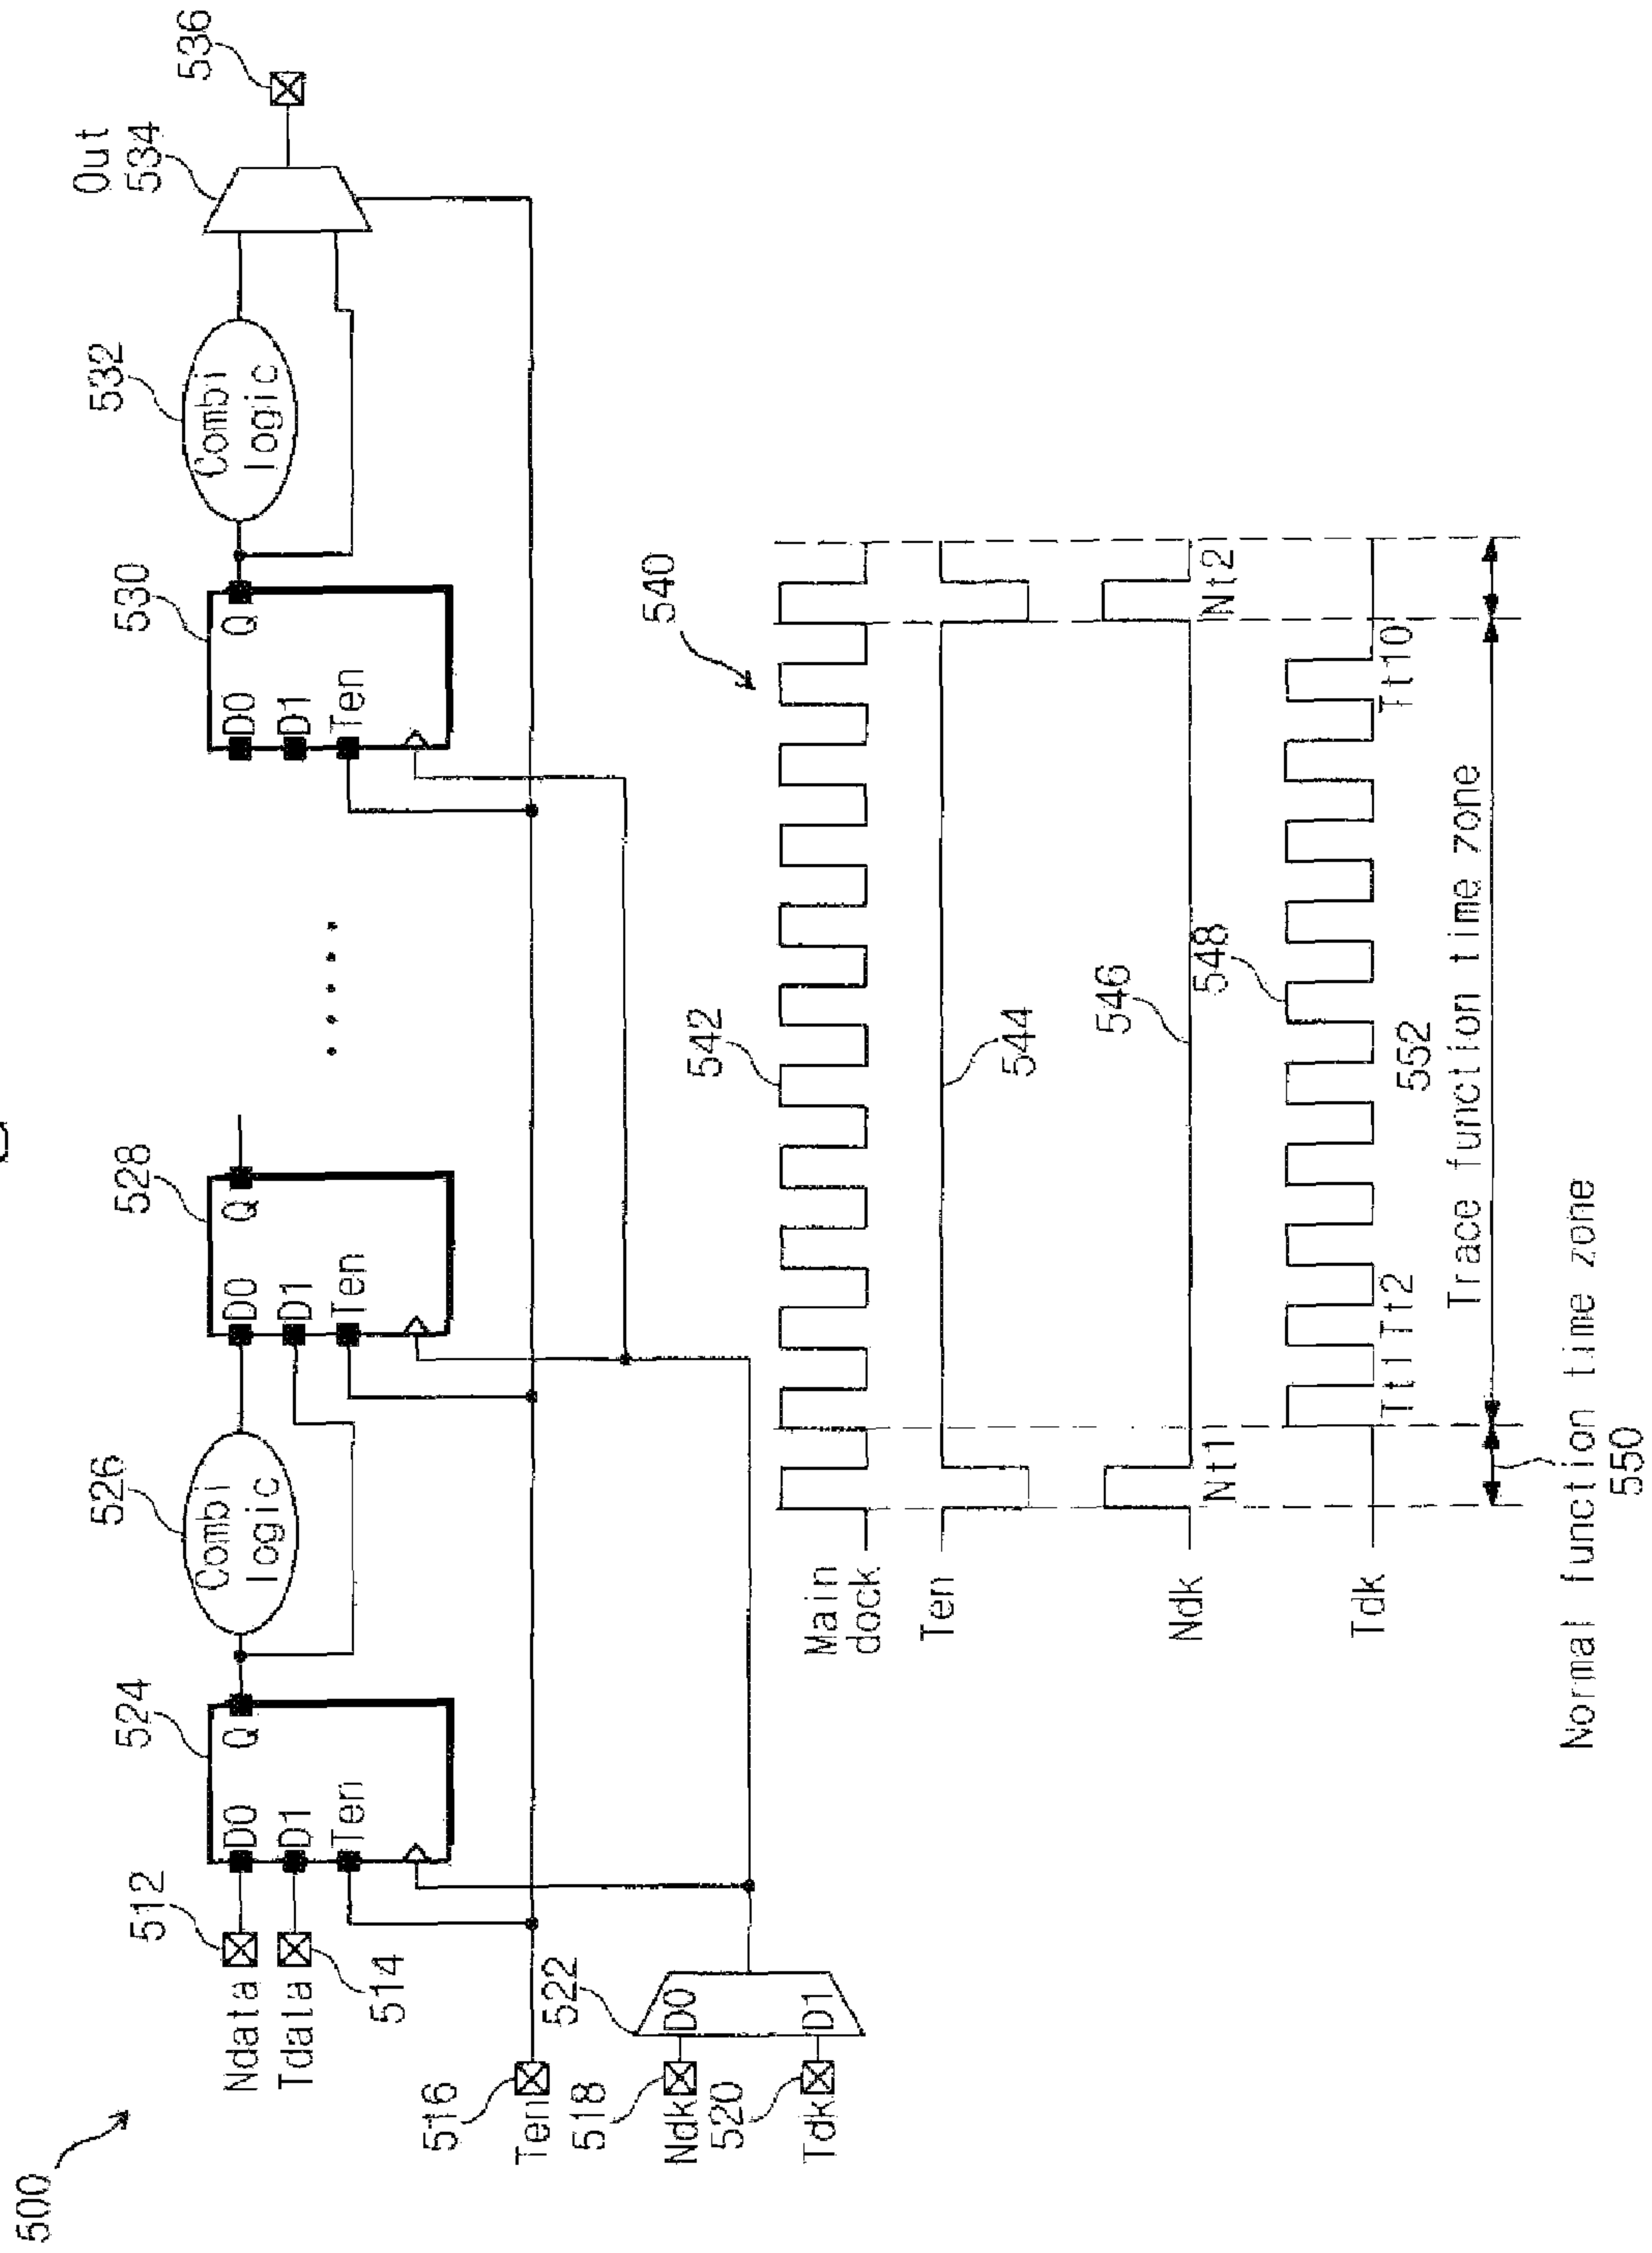 500
Ndata
512
Tdata
514
Ten
516
Ndk
518
Tdk
520
522
D0
D1
524
D0
D1
Ten
Q
526
Combi
logic
528
D0
D1
Ten
Q
530
D0
D1
Ten
Q
532
Combi
logic
Out
534
536
540
Main
dock
542
Ten
544
Ndk
Nt1
546
Nt2
Tdk
Tt1 Tt2
548
Tt10
552
Trace function time zone
Normal function time zone
550